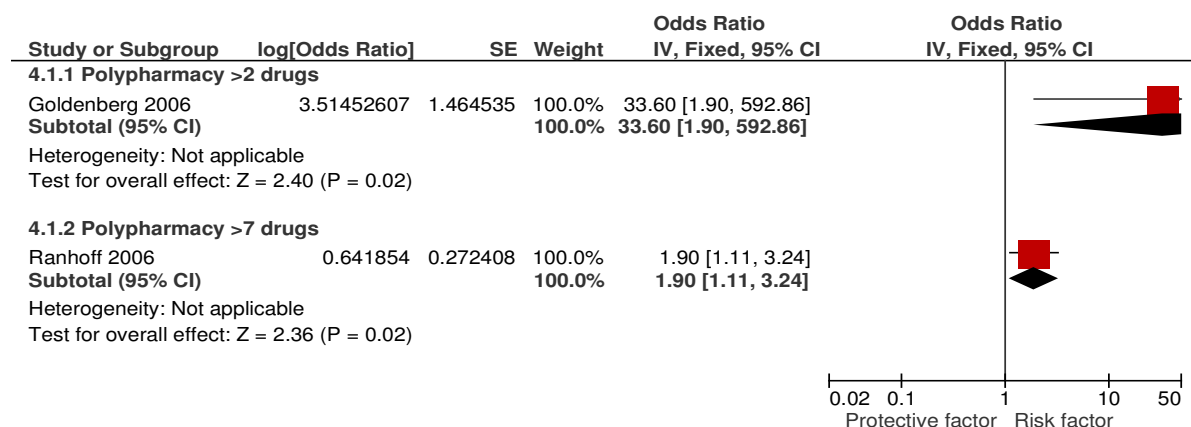 Odds Ratio Odds Ratio
Study or Subgroup log[Odds Ratio] SE Weight IV, Fixed, 95% CI IV, Fixed, 95% CI
4.1.1 Polypharmacy >2 drugs
Goldenberg 2006 3.51452607 1.464535 100.0% 33.60 [1.90, 592.86]
Subtotal (95% CI) 100.0% 33.60 [1.90, 592.86]
Heterogeneity: Not applicable
Test for overall effect: Z = 2.40 (P = 0.02)
4.1.2 Polypharmacy >7 drugs
Ranhoff 2006 0.641854 0.272408 100.0% 1.90 [1.11, 3.24]
Subtotal (95% CI) 100.0% 1.90 [1.11, 3.24]
Heterogeneity: Not applicable
Test for overall effect: Z = 2.36 (P = 0.02)
0.02 0.1 1 10 50
Protective factor Risk factor